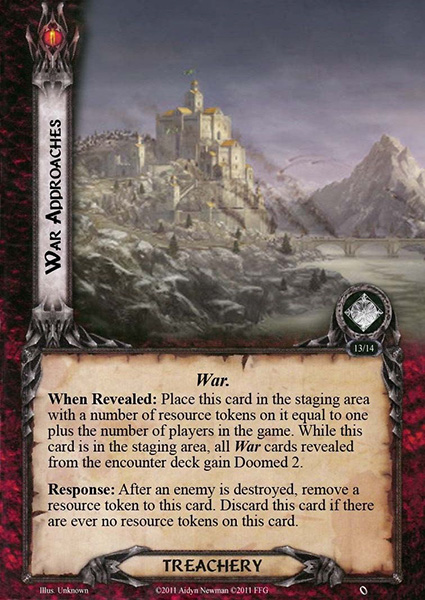 War Approaches
13/14
War.
When Revealed: Place this card in the staging area
with a number of resource tokens on it equal to one
plus the number of players in the game. While this
card is in the staging area, all War cards revealed
from the encounter deck gain Doomed 2.
Response: After an enemy is destroyed, remove a
resource token to this card. Discard this card if there
are ever no resource tokens on this card.
TREACHERY
Illus. Unknown
©2011 Aidyn Newman ©2011 FFG
0